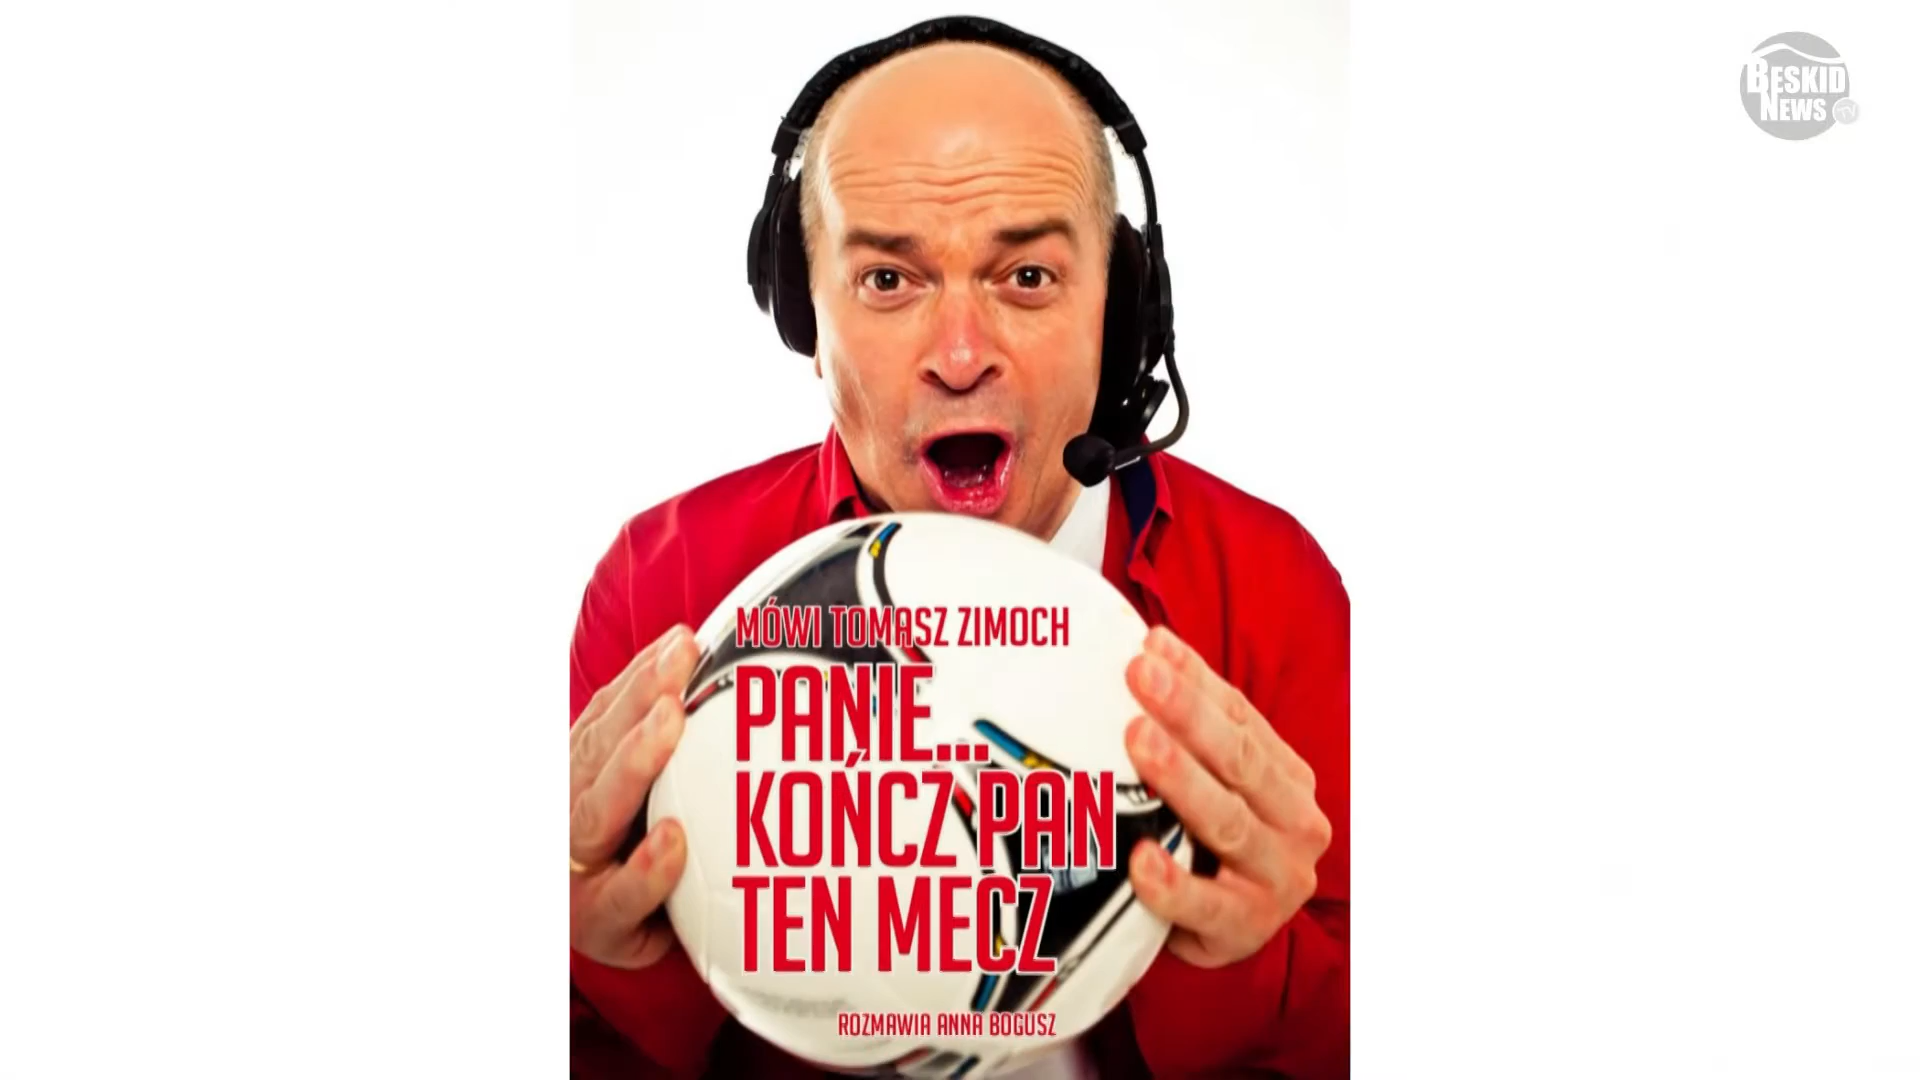 BESKID
NEWS TV
MÓWI TOMASZ ZIMOCH
PANIE...
KOŃCZ PAN
TEN MECZ
ROZMAWIA ANNA BOGUSZ